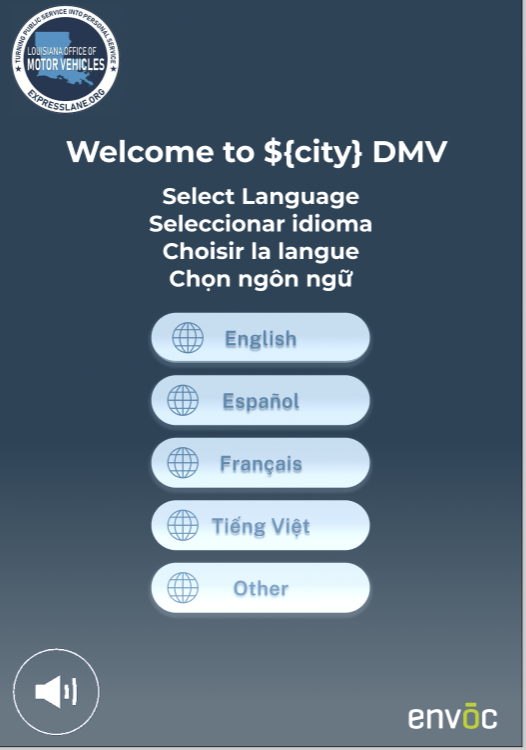 TURNING PUBLIC SERVICE INTO PERSONAL SERVICE
LOUISIANA OFFICE OF
MOTOR VEHICLES
EXPRESSLANE.ORG
Welcome to ${city} DMV
Select Language
Seleccionar idioma
Choisir la langue
Chọn ngôn ngữ
English
Español
Français
Tiếng Việt
Other
envōc